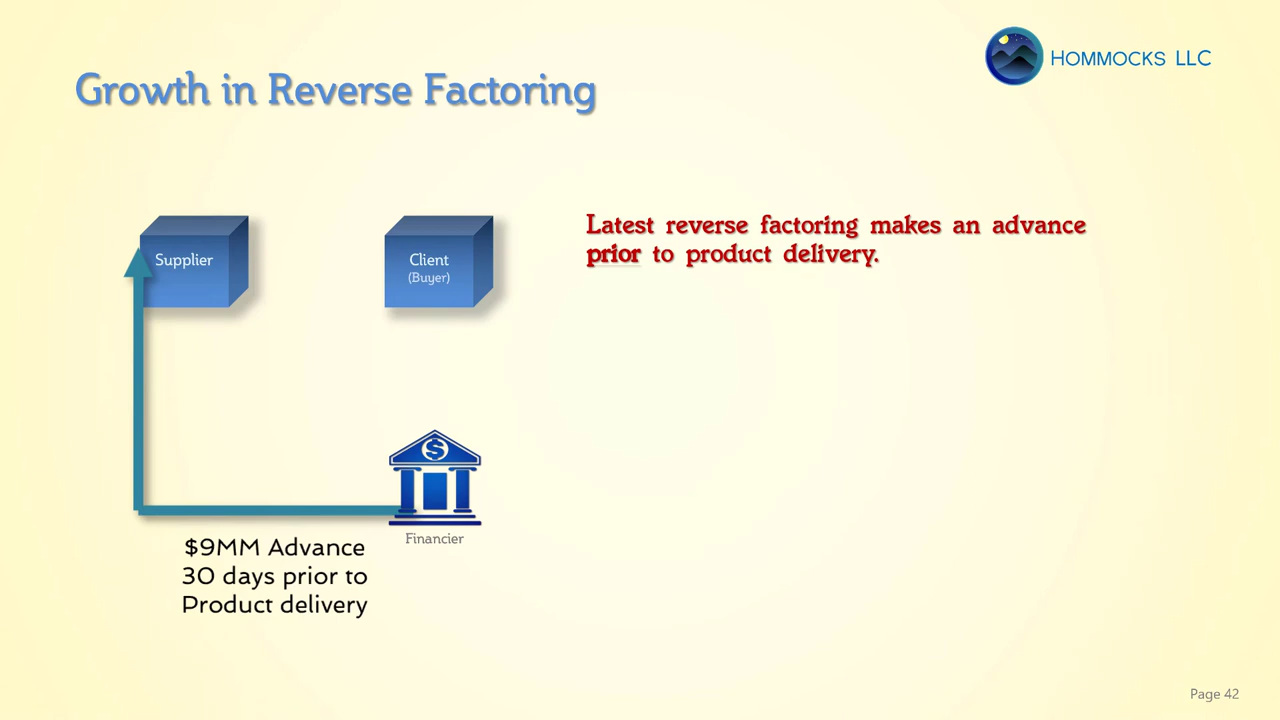 HOMMOCKS LLC
Growth in Reverse Factoring
Supplier
Client
(Buyer)
Latest reverse factoring makes an advance
prior to product delivery.
$
Financier
$9MM Advance
30 days prior to
Product delivery
Page 42